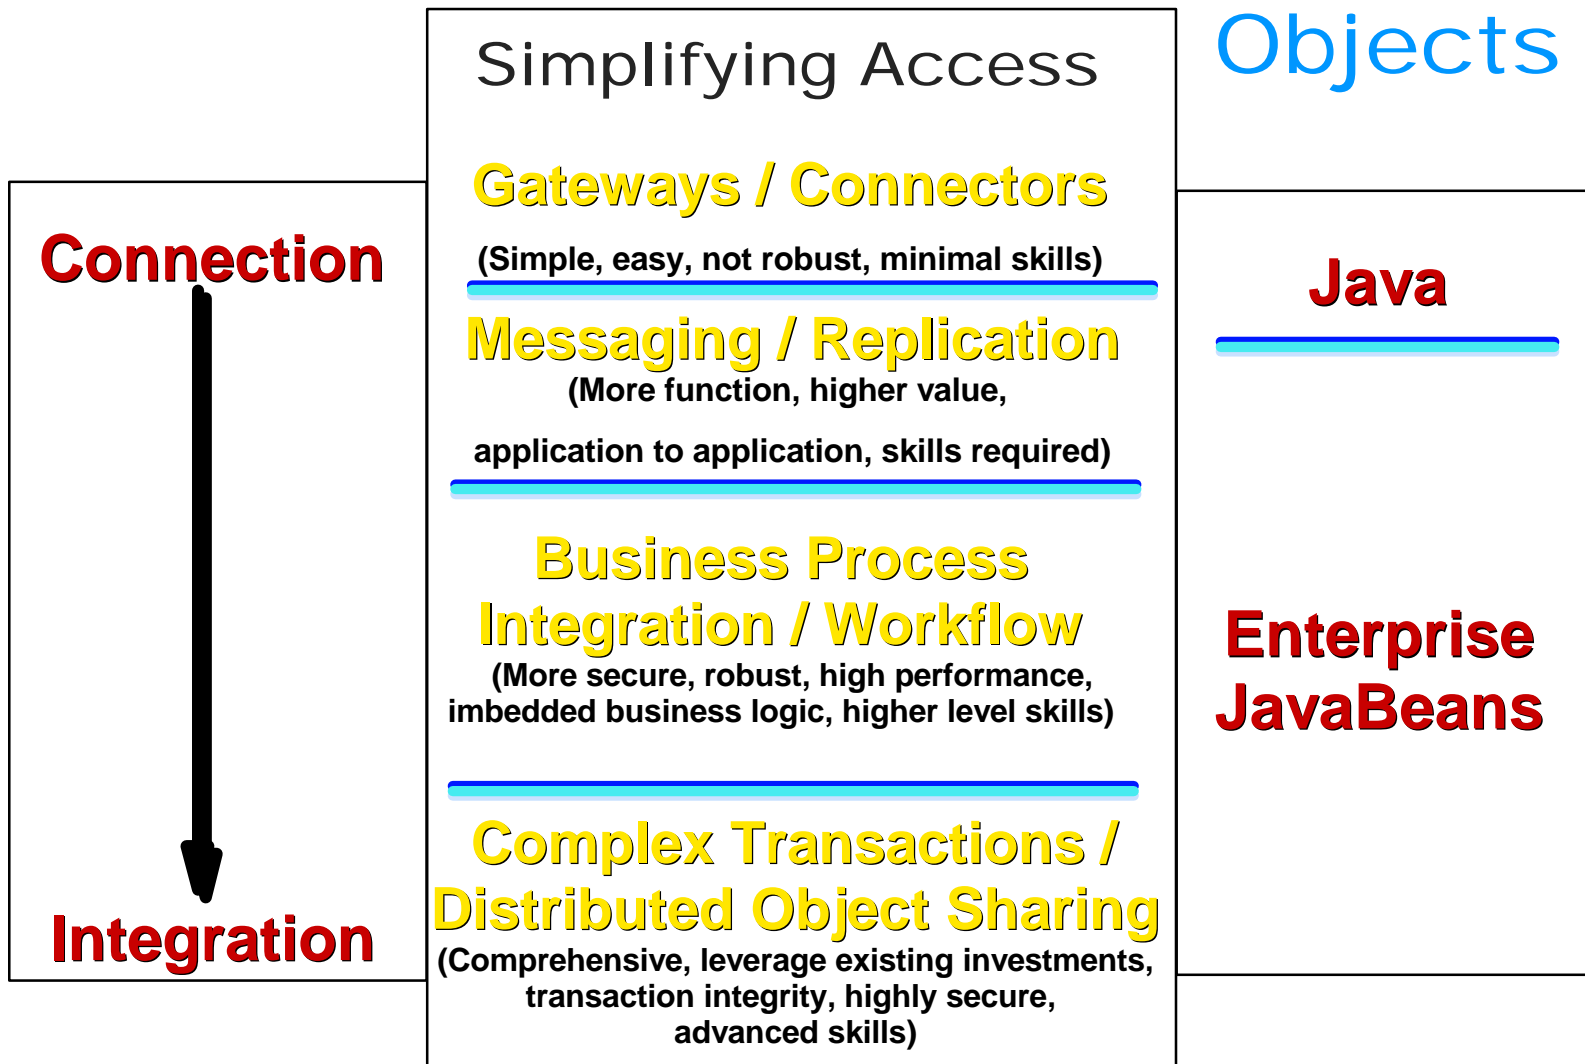 Simplifying Access
Objects
Connection
Integration
Gateways / Connectors
(Simple, easy, not robust, minimal skills)
Messaging / Replication
(More function, higher value,
application to application, skills required)
Business Process
Integration / Workflow
(More secure, robust, high performance,
imbedded business logic, higher level skills)
Complex Transactions /
Distributed Object Sharing
(Comprehensive, leverage existing investments,
transaction integrity, highly secure,
advanced skills)
Java
Enterprise
JavaBeans